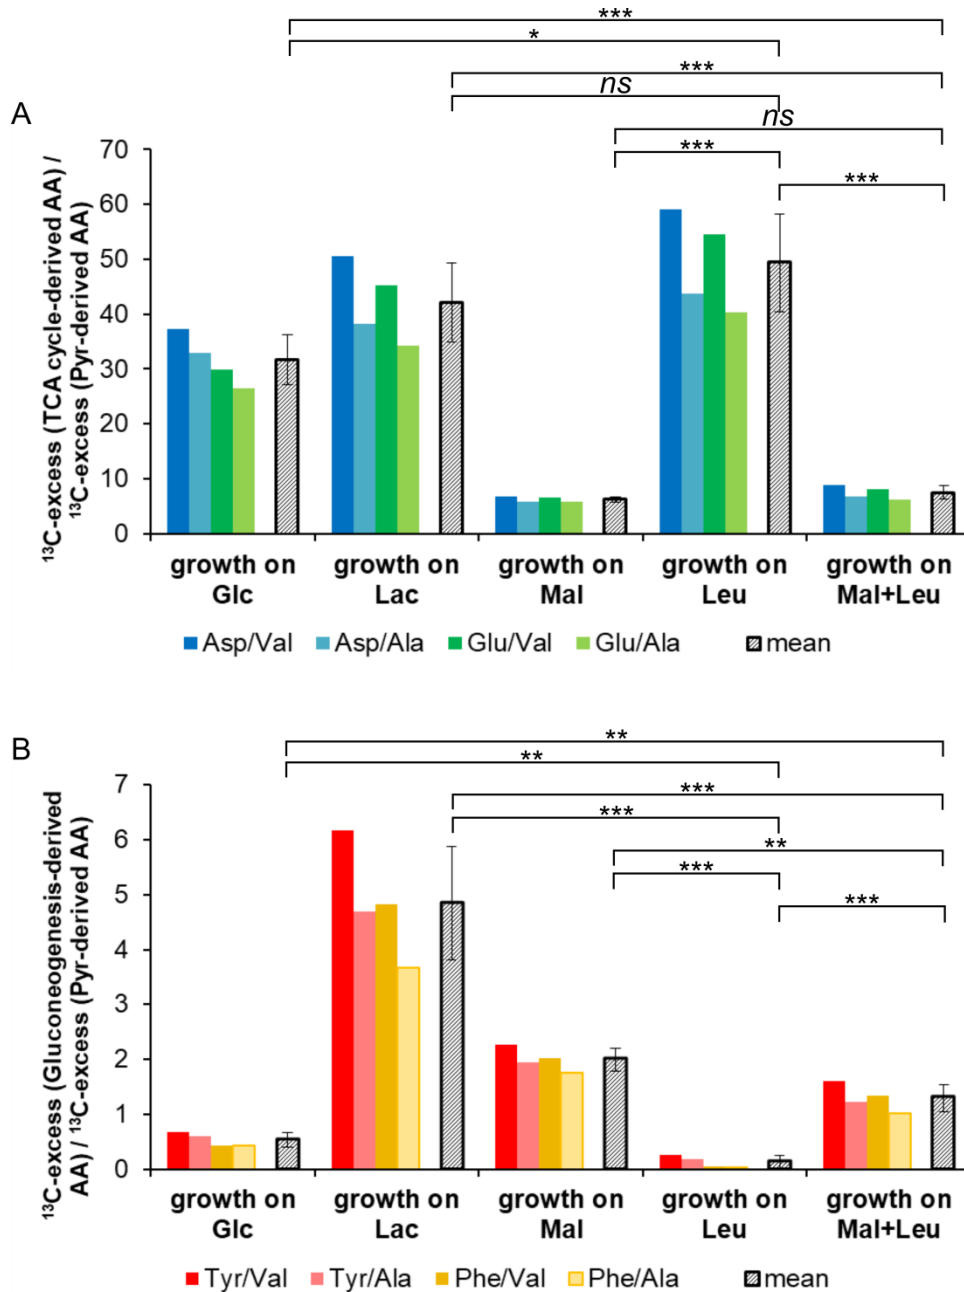 ***
*
***
ns
A
ns
***
***
¹³C-excess (TCA cycle-derived AA) /
¹³C-excess (Pyr-derived AA)
70
60
50
40
30
20
10
0
growth on Glc
growth on Lac
growth on Mal
growth on Leu
growth on Mal+Leu
Asp/Val Asp/Ala Glu/Val Glu/Ala mean
B
**
**
***
***
**
***
***
¹³C-excess (Gluconeogenesis-derived
AA) / ¹³C-excess (Pyr-derived AA)
7
6
5
4
3
2
1
0
growth on Glc
growth on Lac
growth on Mal
growth on Leu
growth on Mal+Leu
Tyr/Val Tyr/Ala Phe/Val Phe/Ala mean